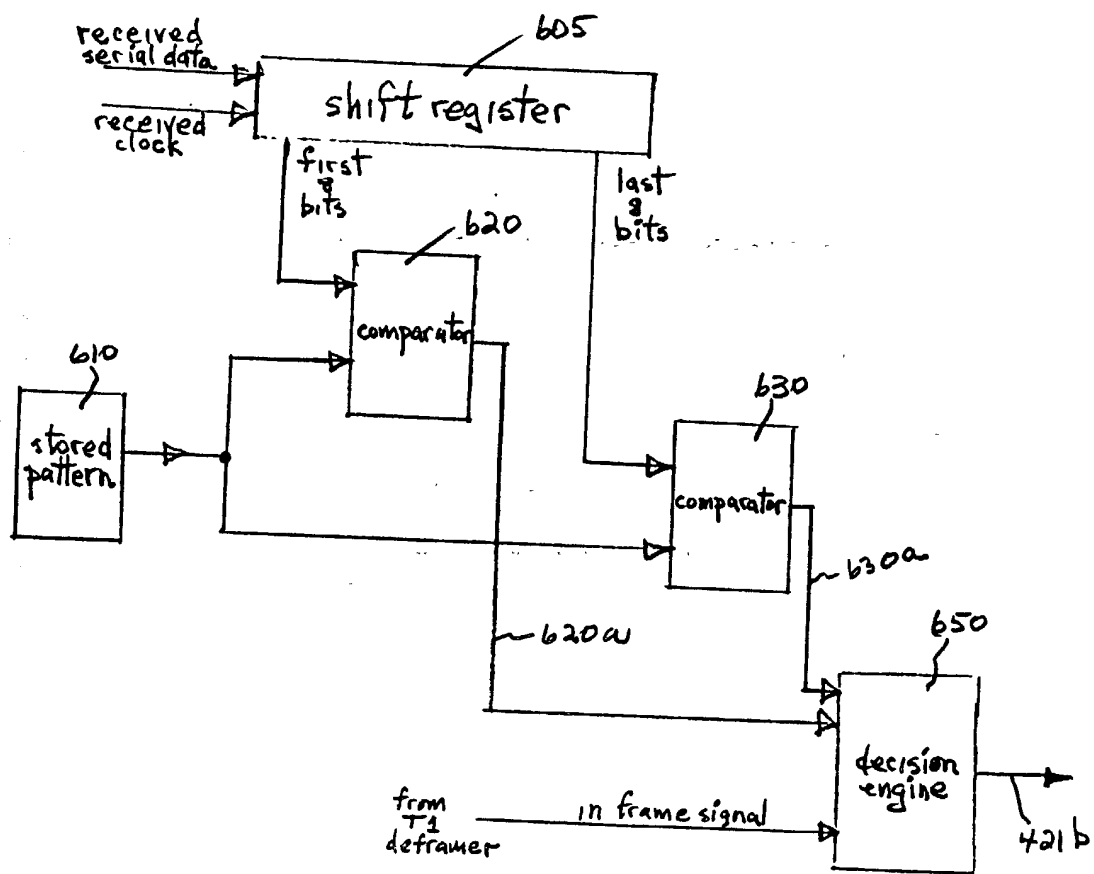 605
received
serial data
shift register
received
clock
first
8
bits
last
8
bits
620
comparator
610
stored
pattern
630
comparator
630a
620a
650
decision
engine
from
T1
deframer
in frame signal
421b